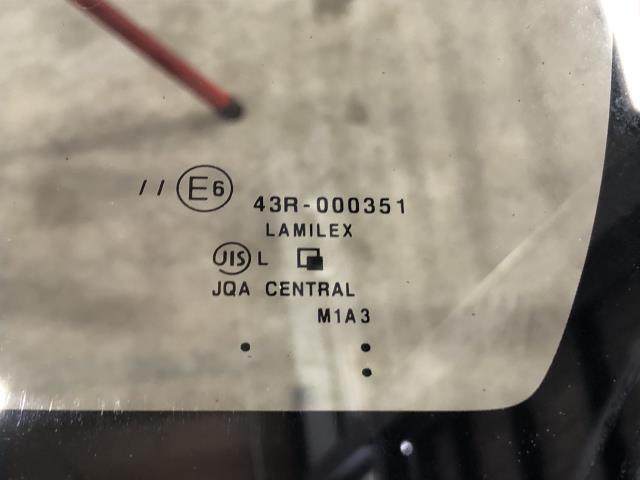 // E6 43R-000351
LAMILEX
JIS L
JQA CENTRAL
M1A3